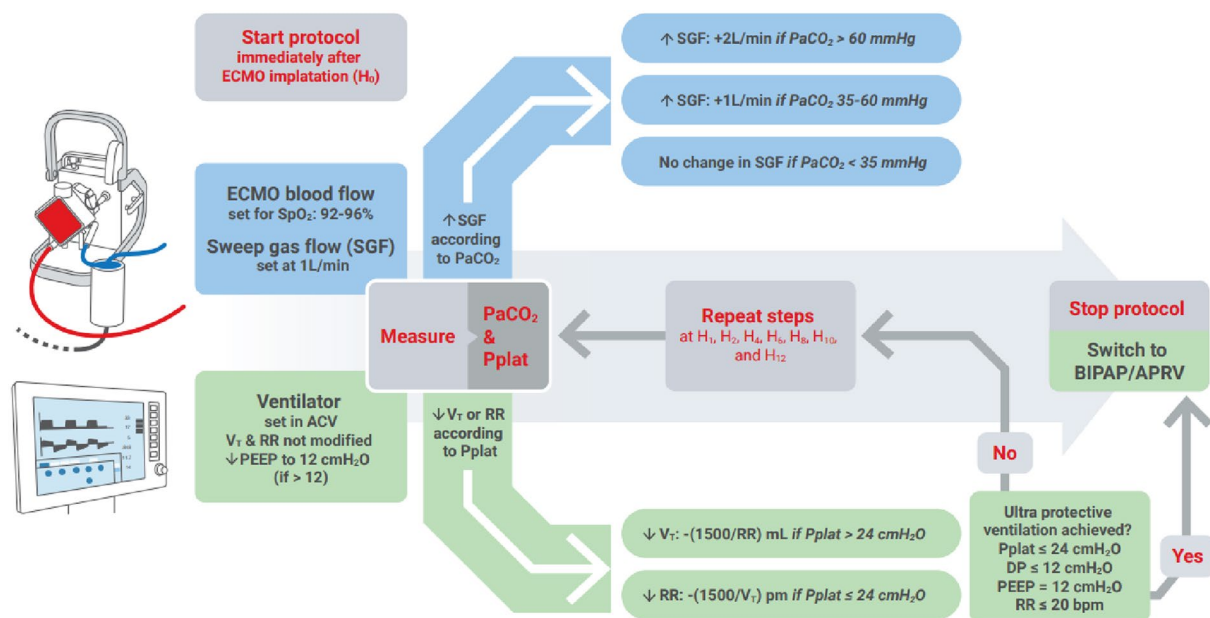 Start protocol
immediately after
ECMO implatation (H₀)
↑ SGF: +2L/min if PaCO₂ > 60 mmHg
↑ SGF: +1L/min if PaCO₂ 35-60 mmHg
No change in SGF if PaCO₂ < 35 mmHg
ECMO blood flow
set for SpO₂: 92-96%
Sweep gas flow (SGF)
set at 1L/min
↑SGF
according
to PaCO₂
Measure
PaCO₂
&
Pplat
Repeat steps
at H₁, H₂, H₄, H₆, H₈, H₁₀,
and H₁₂
Stop protocol
Switch to
BIPAP/APRV
Ventilator
set in ACV
V_T & RR not modified
↓PEEP to 12 cmH₂O
(if > 12)
↓V_T or RR
according
to Pplat
No
Yes
↓ V_T: -(1500/RR) mL if Pplat > 24 cmH₂O
↓ RR: -(1500/V_T) pm if Pplat ≤ 24 cmH₂O
Ultra protective
ventilation achieved?
Pplat ≤ 24 cmH₂O
DP ≤ 12 cmH₂O
PEEP = 12 cmH₂O
RR ≤ 20 bpm